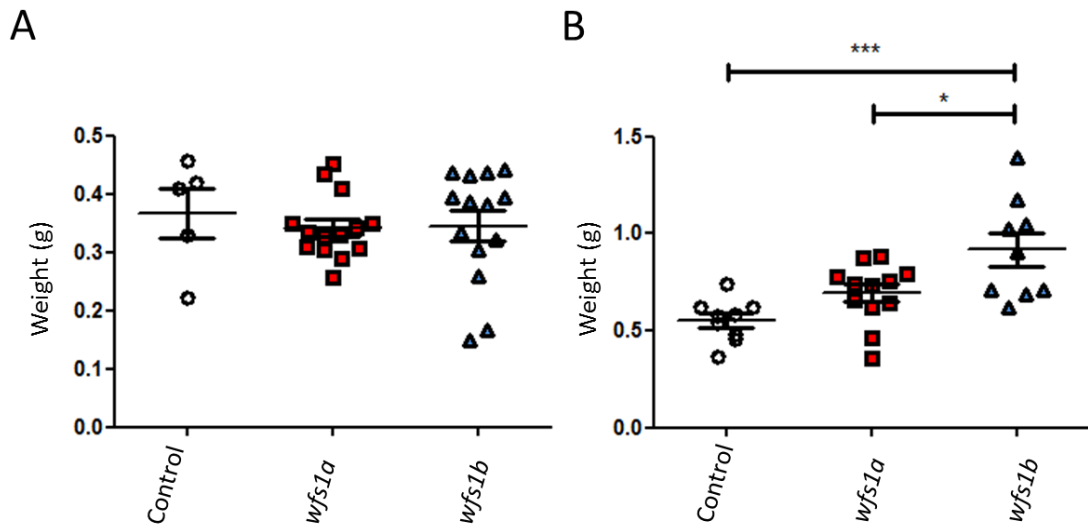 A
Weight (g)
0.5
0.4
0.3
0.2
0.1
0.0
Control
wfs1a
wfs1b
B
***
*
Weight (g)
1.5
1.0
0.5
0.0
Control
wfs1a
wfs1b